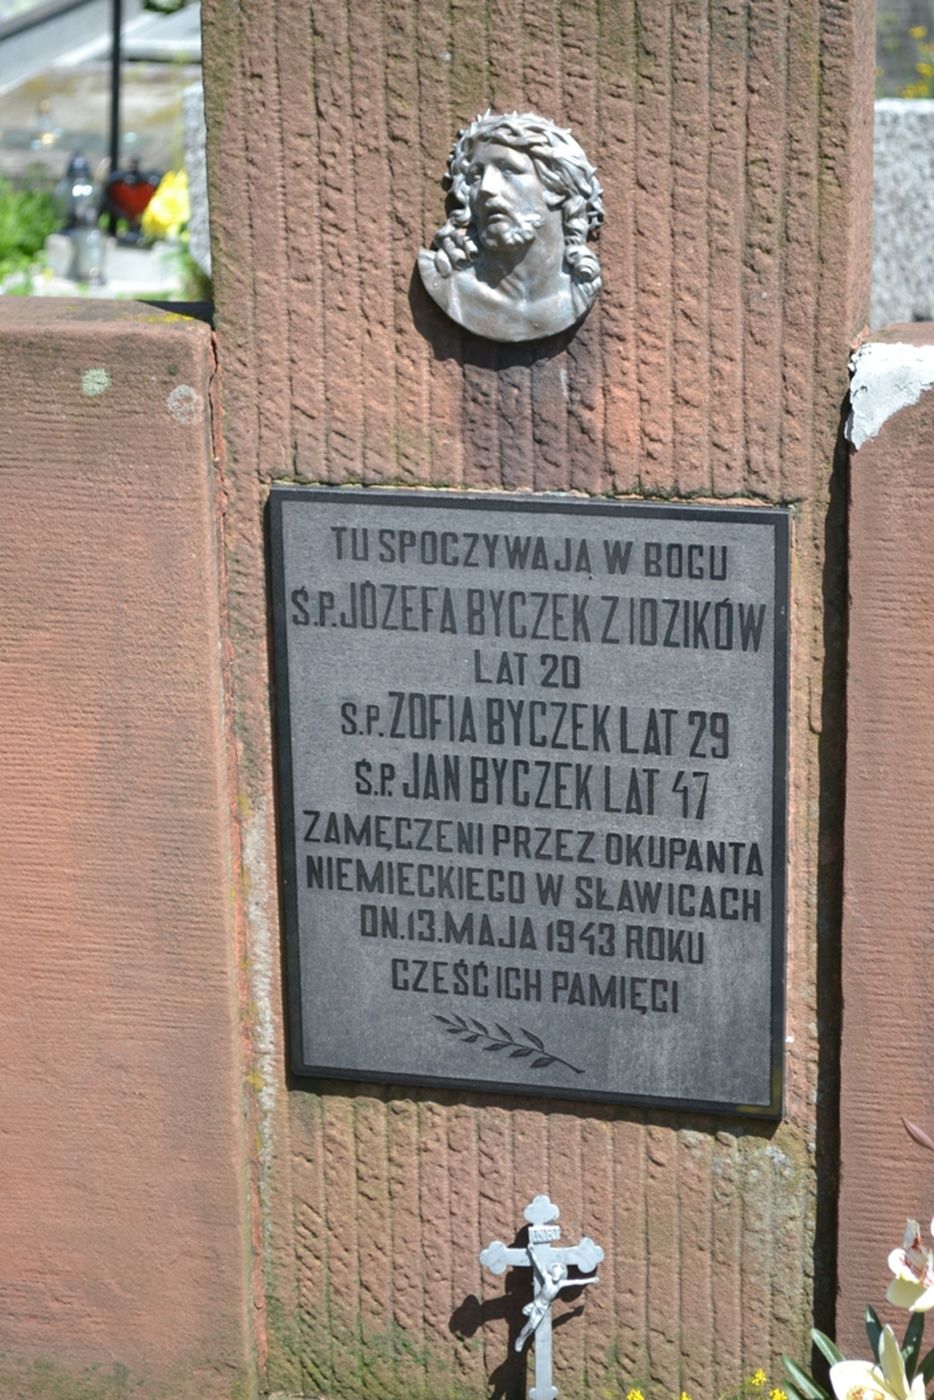 TU SPOCZYWAJĄ W BOGU
Ś.P. JÓZEFA BYCZEK Z IDZIKÓW
LAT 20
Ś.P. ZOFIA BYCZEK LAT 29
Ś.P. JAN BYCZEK LAT 47
ZAMĘCZENI PRZEZ OKUPANTA
NIEMIECKIEGO W SŁAWICACH
DN. 13. MAJA 1943 ROKU
CZEŚĆ ICH PAMIĘCI